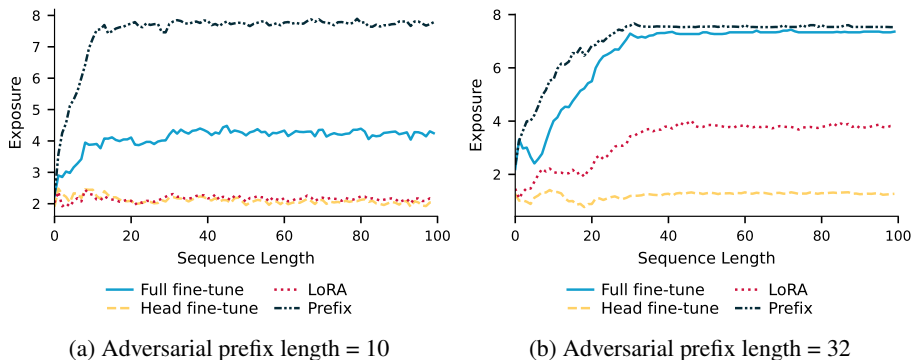 8
7
6
5
4
3
2
Exposure
0 20 40 60 80 100
Sequence Length
Full fine-tune LoRA
Head fine-tune Prefix
(a) Adversarial prefix length = 10
8
6
4
2
Exposure
0 20 40 60 80 100
Sequence Length
Full fine-tune LoRA
Head fine-tune Prefix
(b) Adversarial prefix length = 32